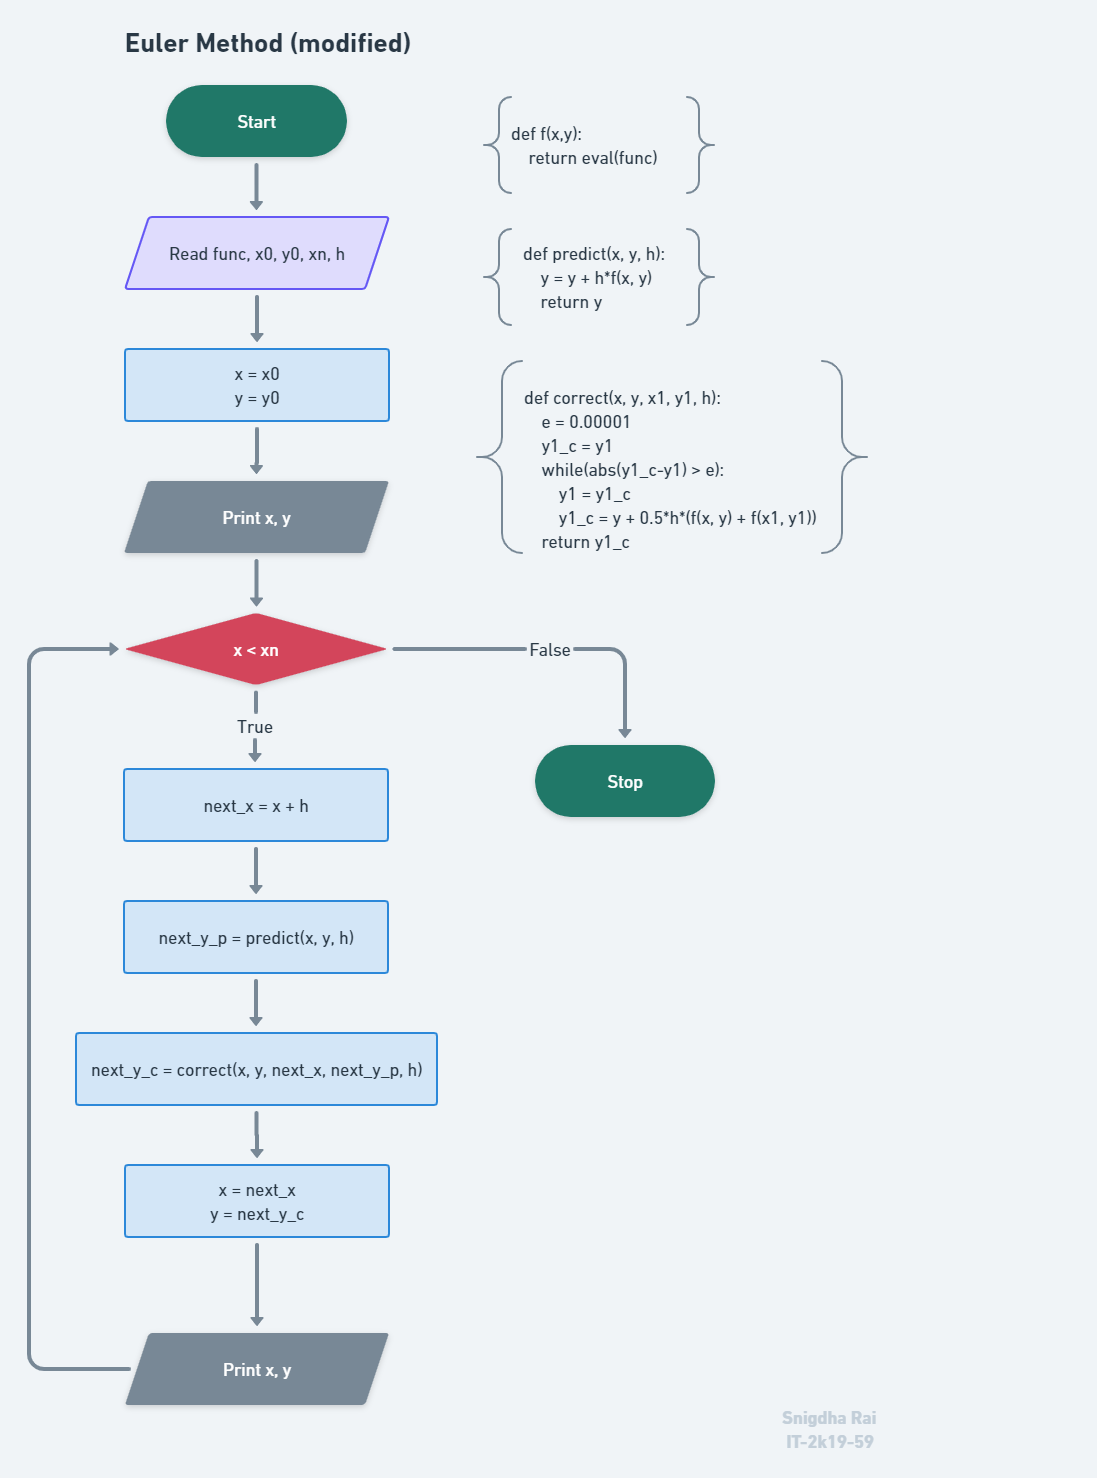 Euler Method (modified)
Start
Read func, x0, y0, xn, h
x = x0
y = y0
Print x, y
x < xn
True
False
Stop
next_x = x + h
next_y_p = predict(x, y, h)
next_y_c = correct(x, y, next_x, next_y_p, h)
x = next_x
y = next_y_c
Print x, y
def f(x,y):
    return eval(func)
def predict(x, y, h):
    y = y + h*f(x, y)
    return y
def correct(x, y, x1, y1, h):
    e = 0.00001
    y1_c = y1
    while(abs(y1_c-y1) > e):
        y1 = y1_c
        y1_c = y + 0.5*h*(f(x, y) + f(x1, y1))
    return y1_c
Snigdha Rai
IT-2k19-59